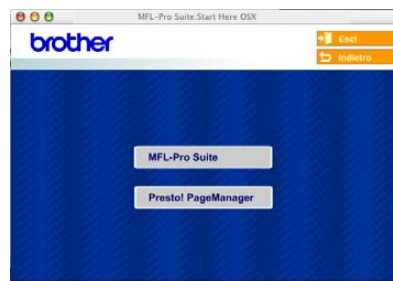 MFL-Pro Suite:Start Here OSX
brother
Esci
Indietro
MFL-Pro Suite
Presto! PageManager